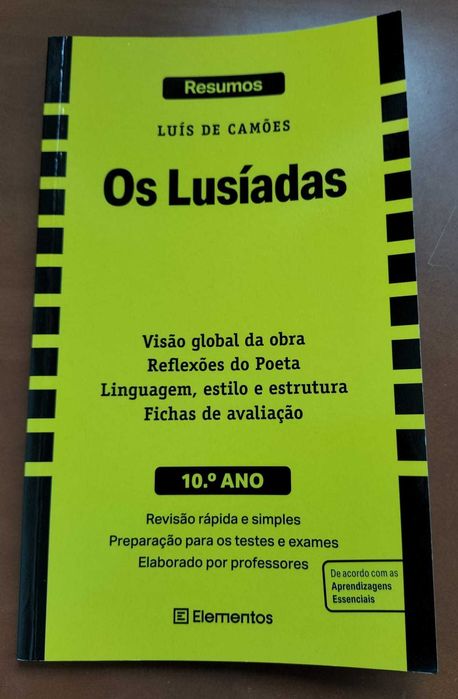 Resumos
LUÍS DE CAMÕES
Os Lusíadas
Visão global da obra
Reflexões do Poeta
Linguagem, estilo e estrutura
Fichas de avaliação
10.º ANO
Revisão rápida e simples
Preparação para os testes e exames
Elaborado por professores
De acordo com as
Aprendizagens
Essenciais
E Elementos